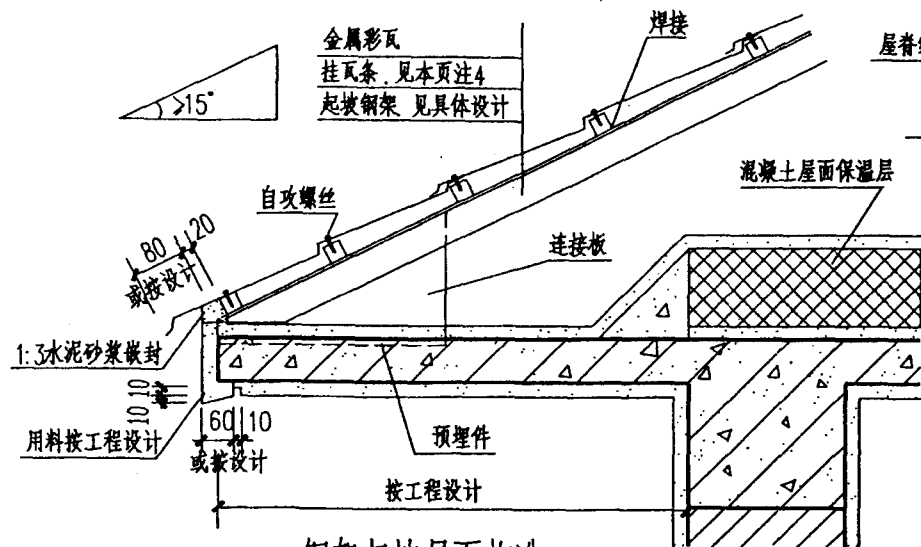 金属彩瓦
挂瓦条.见本页注4
起坡钢架 见具体设计
焊接
≥15°
自攻螺丝
混凝土屋面保温层
80 20
或按设计
连接板
1:3水泥砂浆嵌封
10 10
用料按工程设计
60 10
或按设计
预埋件
按工程设计